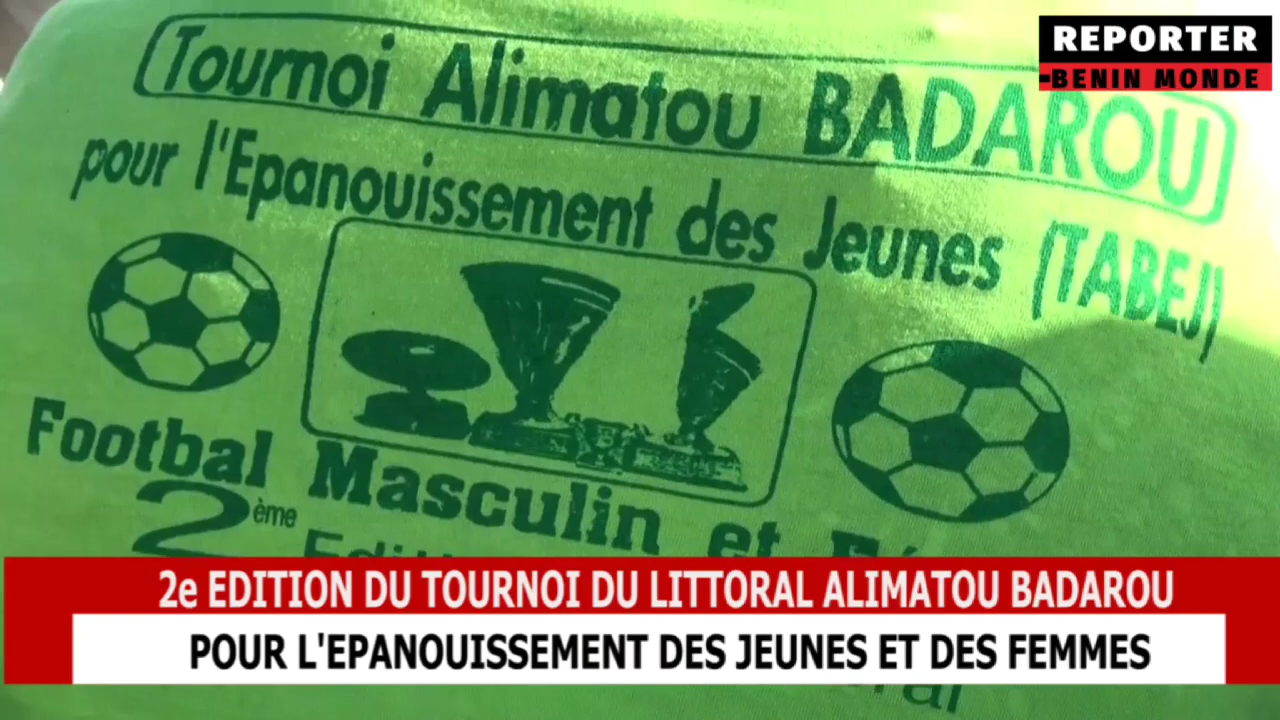 REPORTER
BENIN MONDE
Tournoi Alimatou BADAROU
pour l'Epanouissement des Jeunes (TABEJ)
Footbal Masculin et
2ème
2e EDITION DU TOURNOI DU LITTORAL ALIMATOU BADAROU
POUR L'EPANOUISSEMENT DES JEUNES ET DES FEMMES